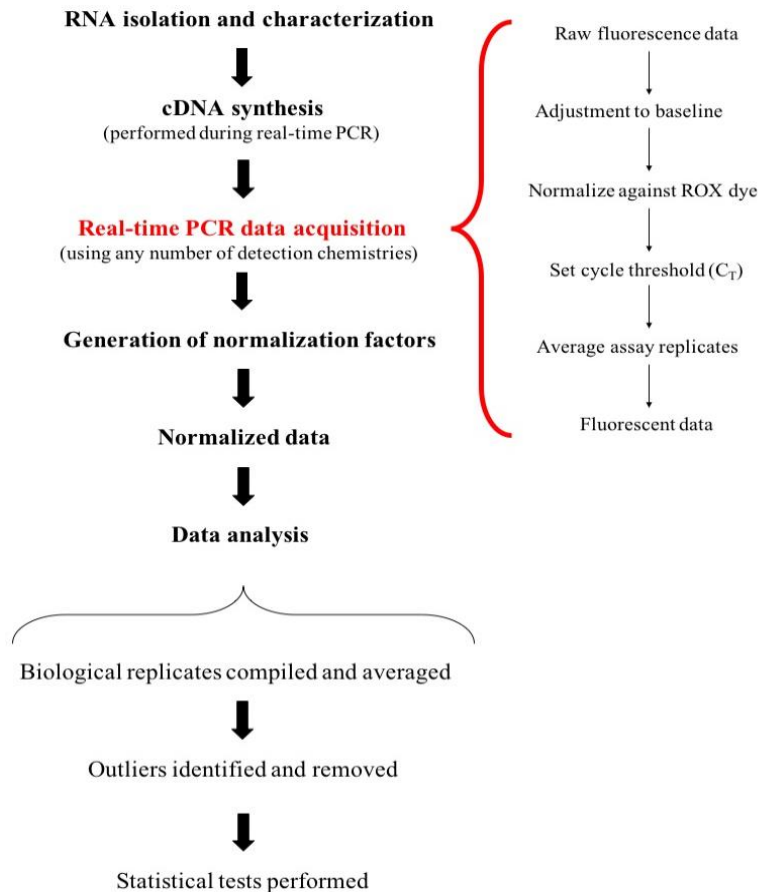 RNA isolation and characterization
cDNA synthesis
(performed during real-time PCR)
Real-time PCR data acquisition
(using any number of detection chemistries)
Generation of normalization factors
Normalized data
Data analysis
Biological replicates compiled and averaged
Outliers identified and removed
Statistical tests performed
Raw fluorescence data
Adjustment to baseline
Normalize against ROX dye
Set cycle threshold (C_T)
Average assay replicates
Fluorescent data